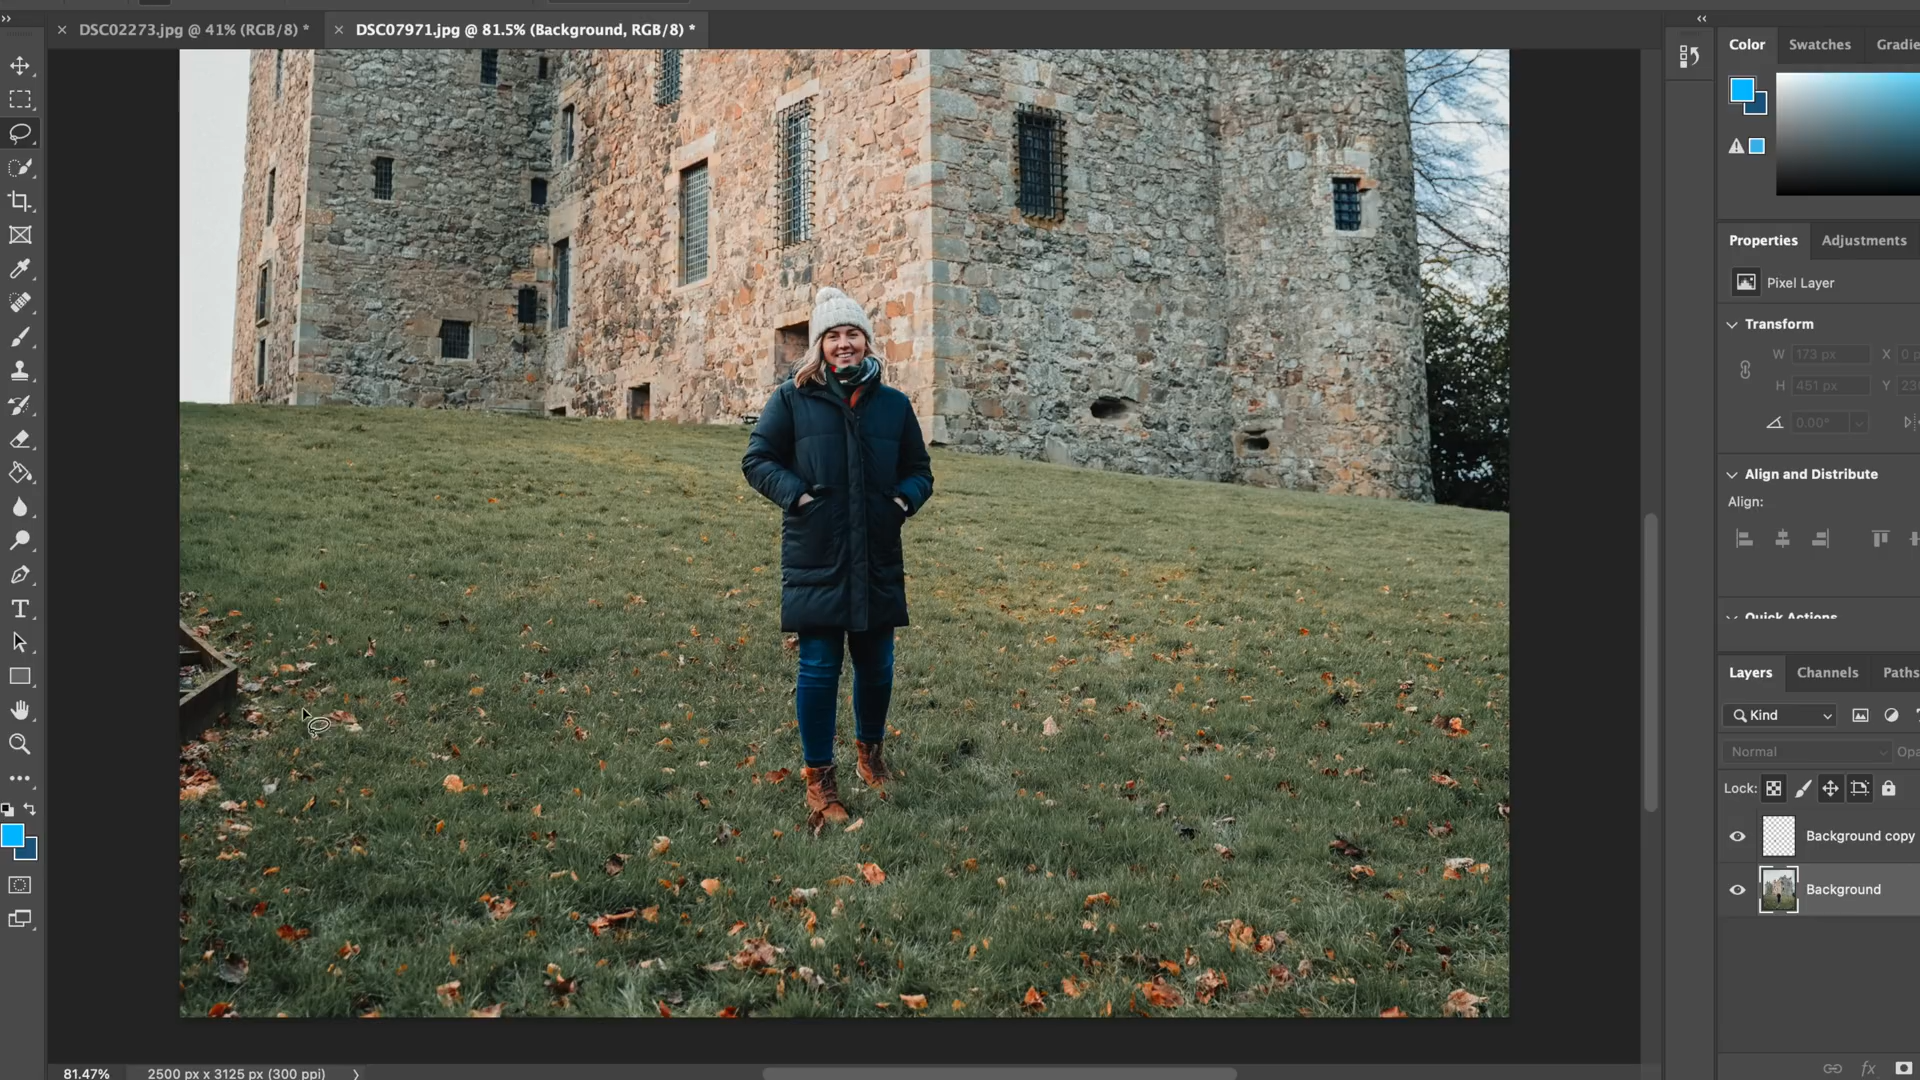 DSC02273.jpg @ 41% (RGB/8) *
DSC07971.jpg @ 81.5% (Background, RGB/8) *
Color
Swatches
Gradie
Properties
Adjustments
Pixel Layer
Transform
W 173 px X 0 p
H 451 px Y 23
0.00°
Align and Distribute
Align:
Quick Actions
Layers
Channels
Paths
Kind
Normal
Opa
Lock:
Background copy
Background
fx
81.47%
2500 px x 3125 px (300 ppi)